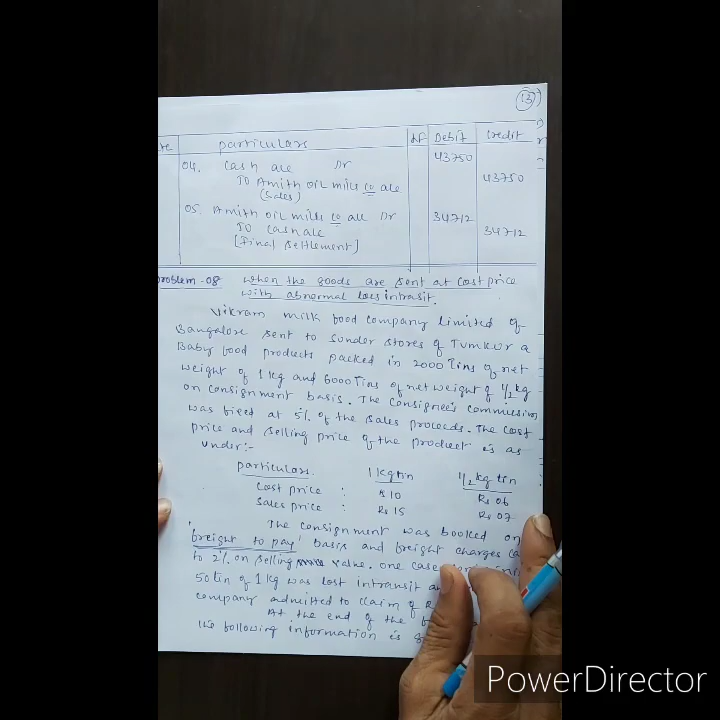 13
te particulars LF Debit Credit
04. Cash a/c Dr 43750
To Amith oil mills co a/c 43750
(Sales)
05. Amith oil mills co a/c Dr 34712
To cash a/c 34712
[Final settlement]
problem-08 when the goods are sent at cost price
with abnormal loss intrasit.
Vikram milk food company limited of
Bangalore sent to sunder stores of Tumkur a
Baby food products packed in 2000 Tins of net
weight of 1 kg and 6000 Tins of net weight of 1/2 kg
on consignment basis. The consignee's commission
was fixed at 5% of the sales proceeds. The cost
price and selling price of the product is as
under:-
particulars 1 kg tin 1/2 kg tin
Cost price : ₹ 10 Rs 06
Sales price : Rs 15 Rs 07
The consignment was booked on
'freight to pay' basis and freight charges
to 2% on selling value. one case
50 tin of 1 kg was lost intransit
company admitted to claim of
At the end of the
the following information is
PowerDirector